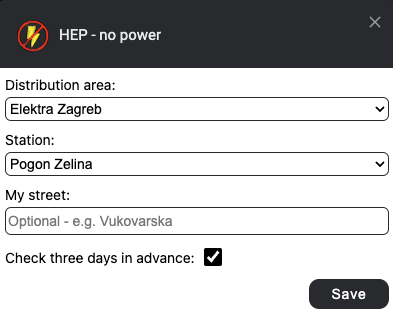 HEP - no power
Distribution area:
Elektra Zagreb
Station:
Pogon Zelina
My street:
Optional - e.g. Vukovarska
Check three days in advance:
Save